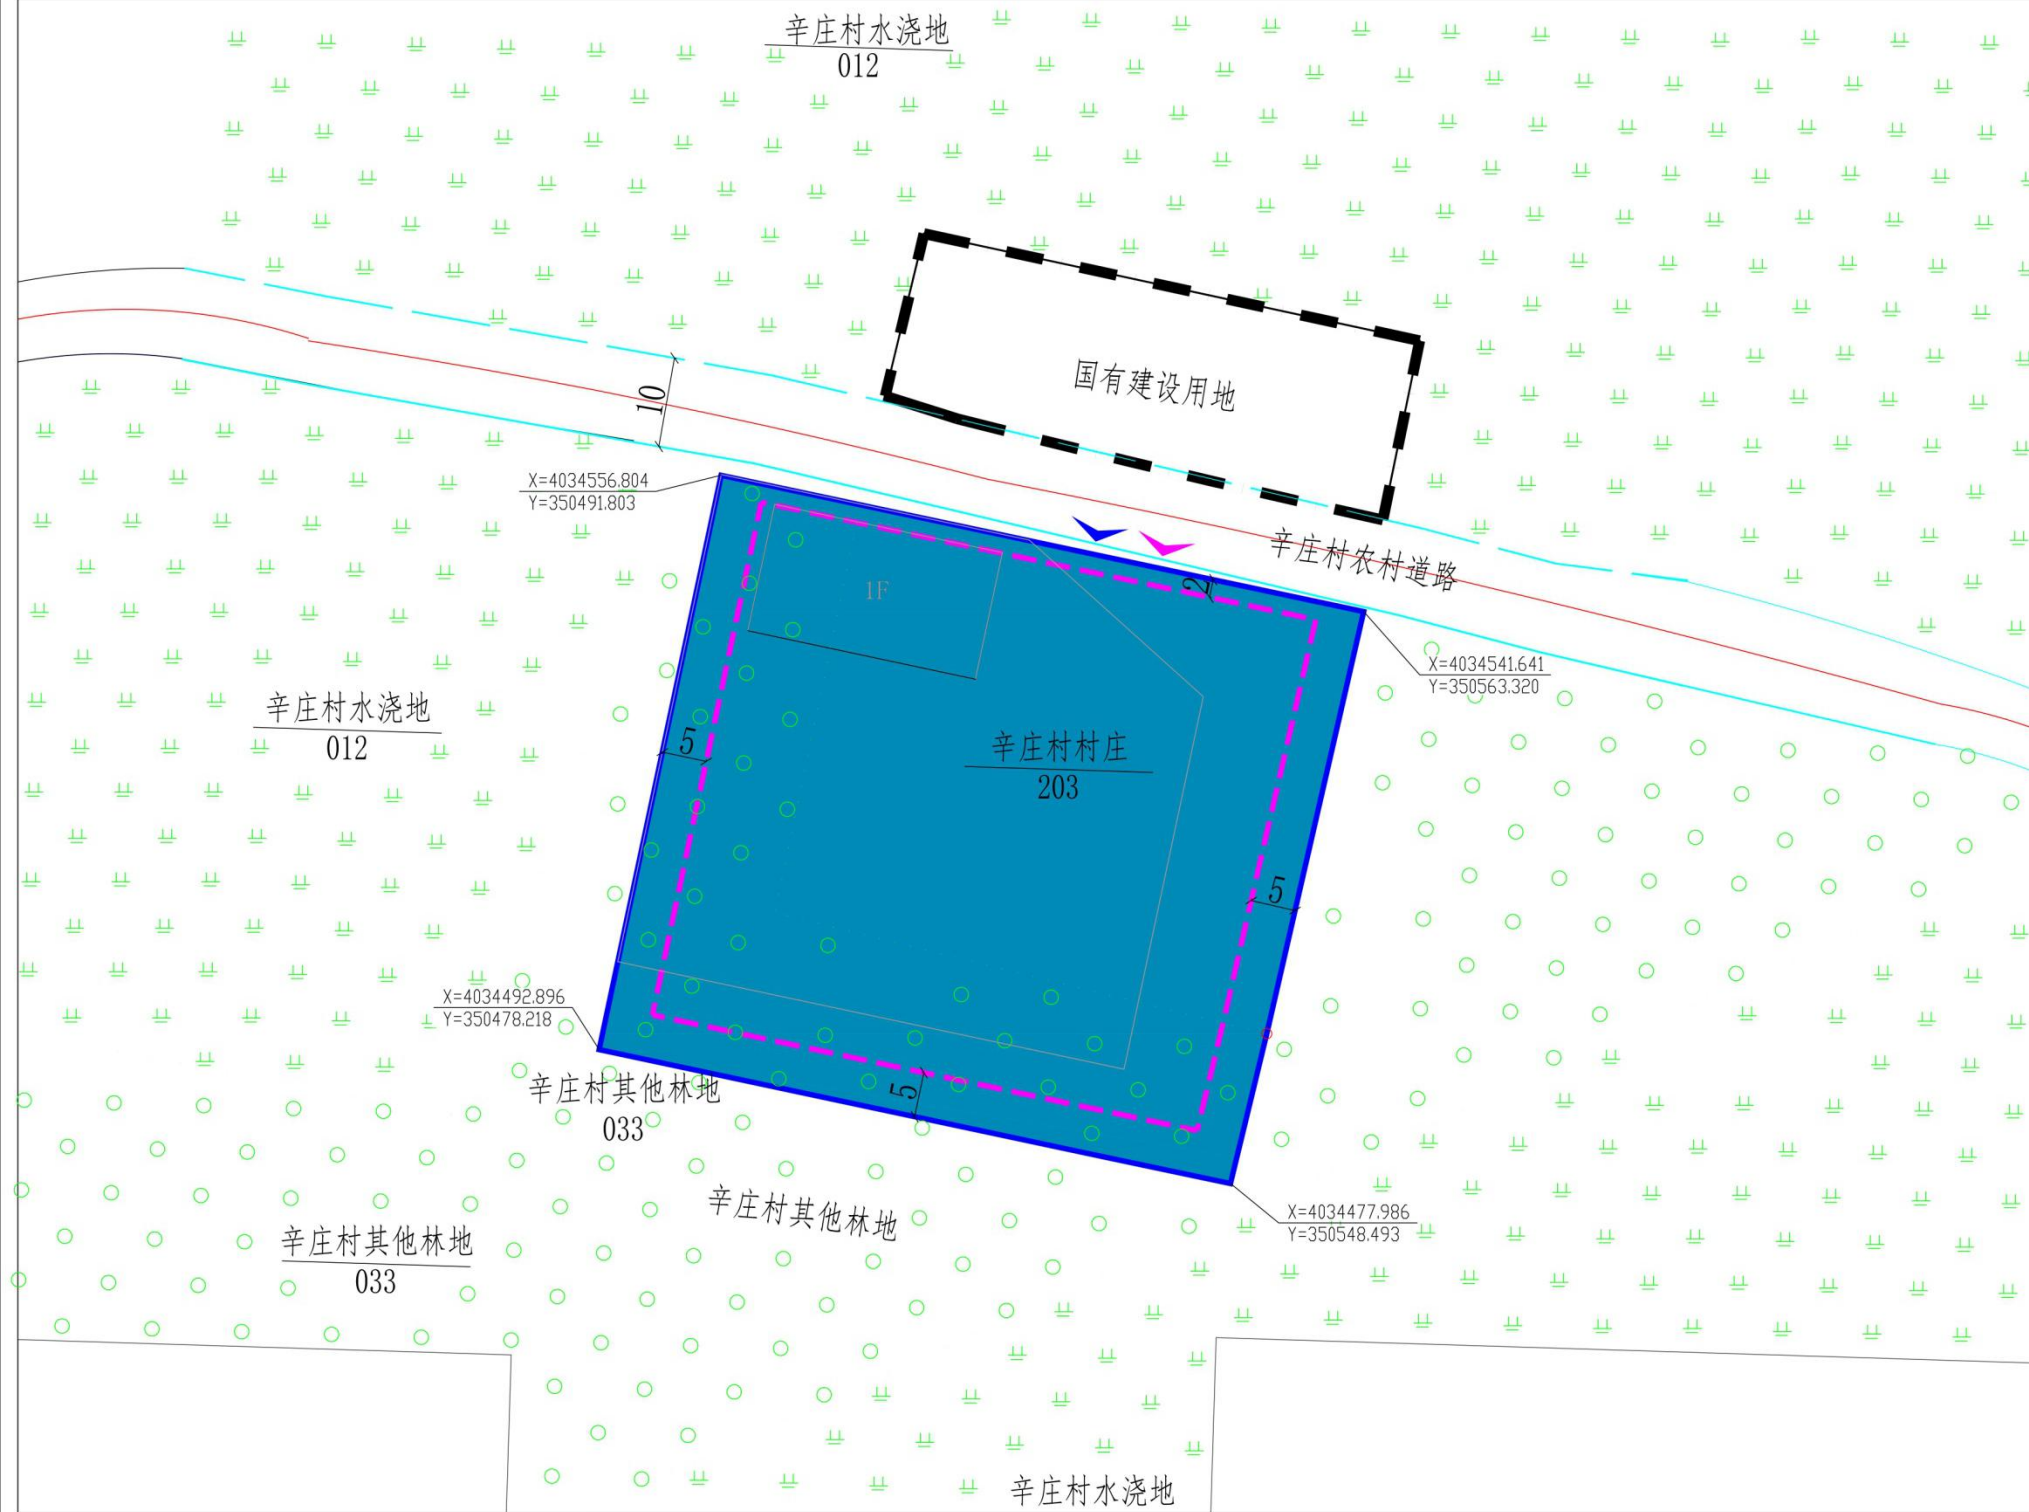 辛庄村水浇地
012
国有建设用地
10
X=4034556.804
Y=350491.803
辛庄村农村道路
2
1F
X=4034541.641
Y=350563.320
辛庄村水浇地
012
5
辛庄村村庄
203
5
X=4034492.896
Y=350478.218
辛庄村其他林地
033
5
辛庄村其他林地
X=4034477.986
Y=350548.493
辛庄村其他林地
033
辛庄村水浇地